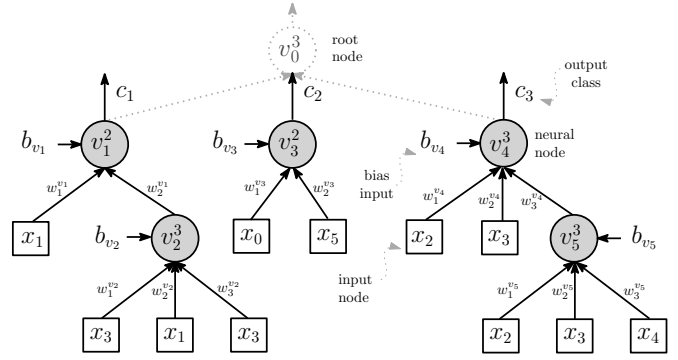 v_0^3 root node
c_1 c_2 c_3 output class
b_{v_1} v_1^2 b_{v_3} v_3^2 b_{v_4} v_4^3 neural node
bias input
w_1^{v_1} w_2^{v_1} w_1^{v_3} w_2^{v_3} w_1^{v_4} w_2^{v_4} w_3^{v_4}
x_1 b_{v_2} v_2^3 x_0 x_5 x_2 x_3 v_5^3 b_{v_5}
input node
w_1^{v_2} w_2^{v_2} w_3^{v_2} w_1^{v_5} w_2^{v_5} w_3^{v_5}
x_3 x_1 x_3 x_2 x_3 x_4